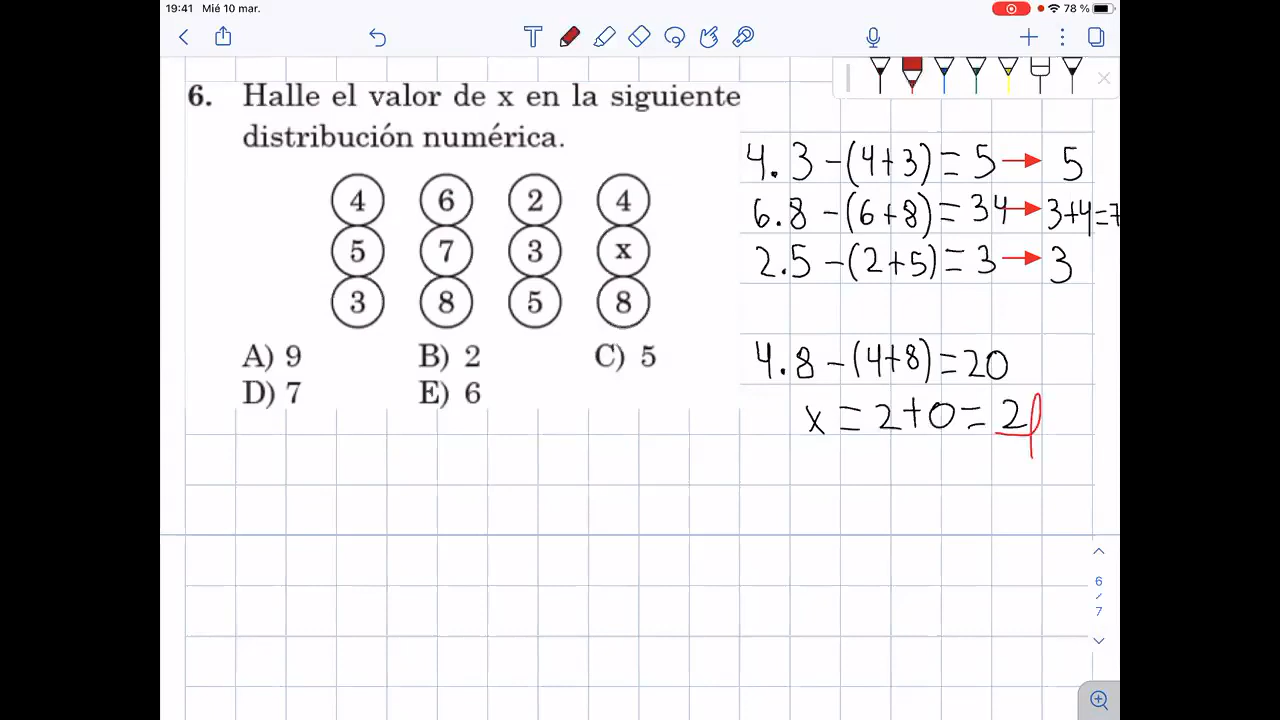 19:41 Mié 10 mar.
78 %
T
6. Halle el valor de x en la siguiente
distribución numérica.
4 6 2 4
5 7 3 x
3 8 5 8
A) 9 B) 2 C) 5
D) 7 E) 6
4.3-(4+3)=5→5
6.8-(6+8)=34→3+4=7
2.5-(2+5)=3→3
4.8-(4+8)=20
x=2+0=2
6
/
7